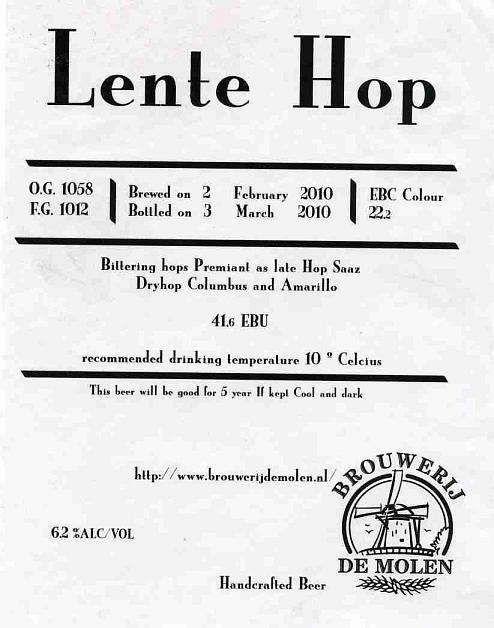 Lente Hop
O.G. 1058
F.G. 1012
Brewed on 2 February 2010
Bottled on 3 March 2010
EBC Colour
22.2
Bittering hops Premiant as late Hop Saaz
Dryhop Columbus and Amarillo
41.6 EBU
recommended drinking temperature 10 º Celcius
This beer will be good for 5 year If kept Cool and dark
http://www.brouwerijdemolen.nl/
BROUWERIJ
DE MOLEN
6.2 %ALC/VOL
Handcrafted Beer